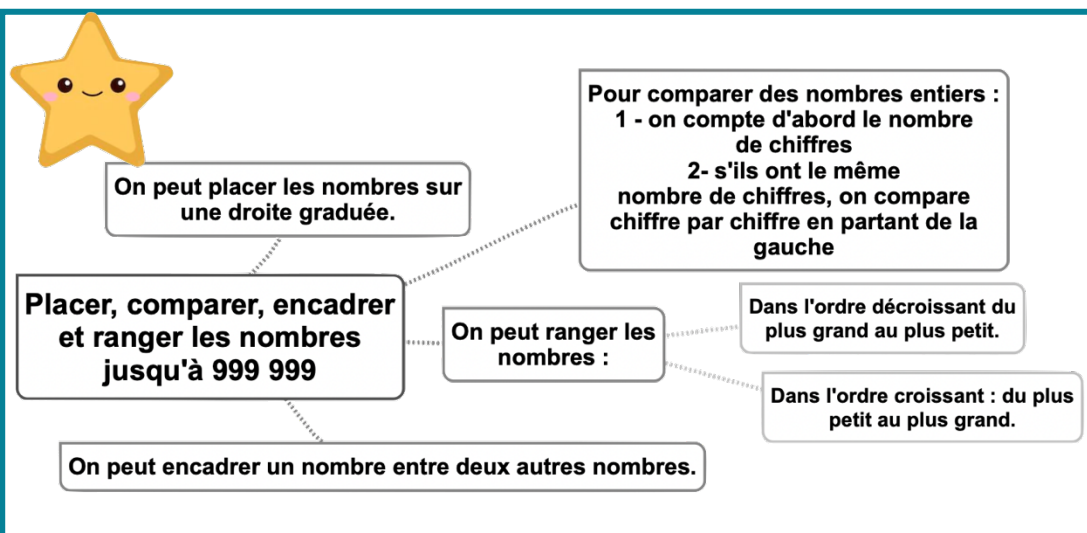 On peut placer les nombres sur
une droite graduée.
Pour comparer des nombres entiers :
1 - on compte d'abord le nombre
de chiffres
2- s'ils ont le même
nombre de chiffres, on compare
chiffre par chiffre en partant de la
gauche
Placer, comparer, encadrer
et ranger les nombres
jusqu'à 999 999
On peut ranger les
nombres :
Dans l'ordre décroissant du
plus grand au plus petit.
Dans l'ordre croissant : du plus
petit au plus grand.
On peut encadrer un nombre entre deux autres nombres.